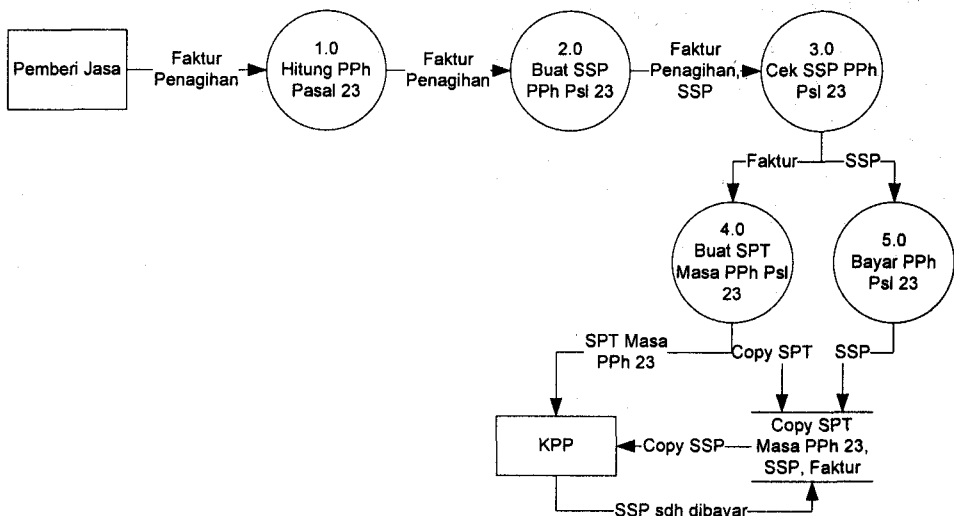 Pemberi Jasa
Faktur
Penagihan
1.0
Hitung PPh
Pasal 23
Faktur
Penagihan
2.0
Buat SSP
PPh Psl 23
Faktur
Penagihan,
SSP
3.0
Cek SSP PPh
Psl 23
Faktur
SSP
4.0
Buat SPT
Masa PPh Psl
23
5.0
Bayar PPh
Psl 23
SPT Masa
PPh 23
Copy SPT
SSP
KPP
Copy SSP
Copy SPT
Masa PPh 23,
SSP, Faktur
SSP sdh dibayar